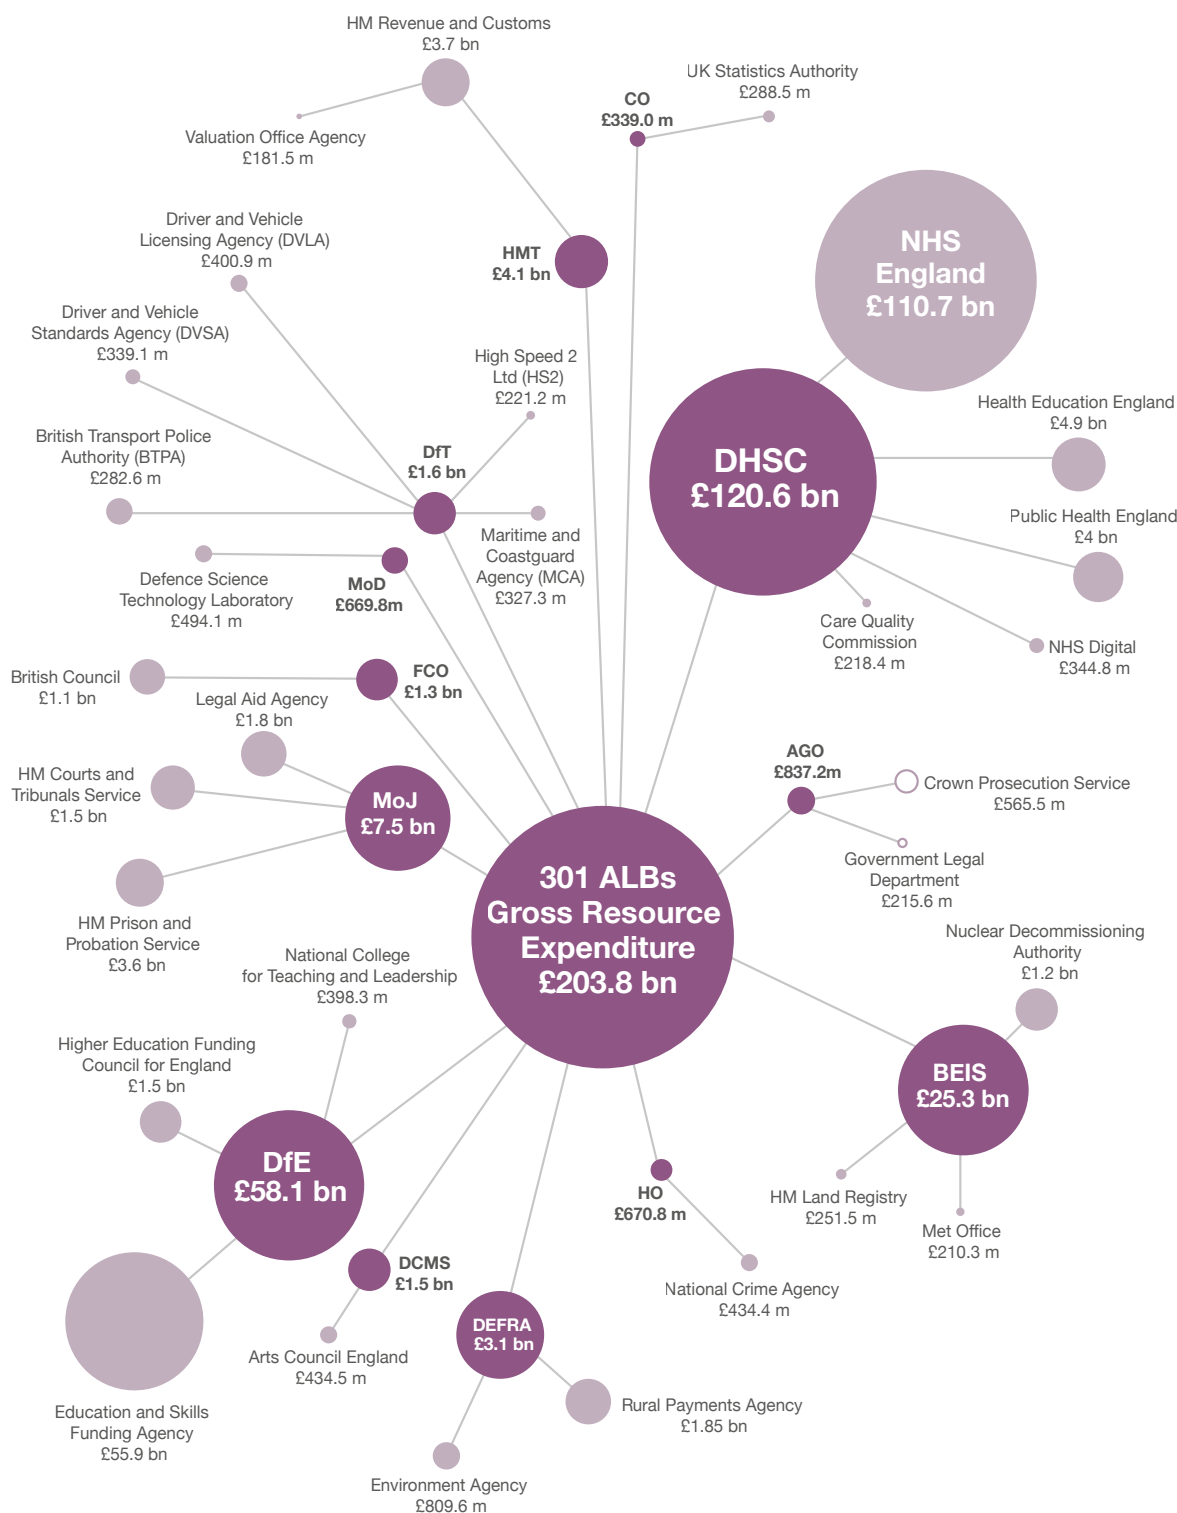 HM Revenue and Customs
£3.7 bn
UK Statistics Authority
£288.5 m
CO
£339.0 m
Valuation Office Agency
£181.5 m
NHS
England
£110.7 bn
Driver and Vehicle
Licensing Agency (DVLA)
£400.9 m
HMT
£4.1 bn
Driver and Vehicle
Standards Agency (DVSA)
£339.1 m
High Speed 2
Ltd (HS2)
£221.2 m
Health Education England
£4.9 bn
British Transport Police
Authority (BTPA)
£282.6 m
DfT
£1.6 bn
DHSC
£120.6 bn
Public Health England
£4 bn
Maritime and
Coastguard
Agency (MCA)
£327.3 m
Defence Science
Technology Laboratory
£494.1 m
MoD
£669.8m
Care Quality
Commission
£218.4 m
NHS Digital
£344.8 m
British Council
£1.1 bn
FCO
£1.3 bn
Legal Aid Agency
£1.8 bn
AGO
£837.2m
HM Courts and
Tribunals Service
£1.5 bn
MoJ
£7.5 bn
Crown Prosecution Service
£565.5 m
Government Legal
Department
£215.6 m
301 ALBs
Gross Resource
Expenditure
£203.8 bn
HM Prison and
Probation Service
£3.6 bn
Nuclear Decommissioning
Authority
£1.2 bn
National College
for Teaching and Leadership
£398.3 m
Higher Education Funding
Council for England
£1.5 bn
BEIS
£25.3 bn
DfE
£58.1 bn
HO
£670.8 m
HM Land Registry
£251.5 m
Met Office
£210.3 m
DCMS
£1.5 bn
National Crime Agency
£434.4 m
DEFRA
£3.1 bn
Arts Council England
£434.5 m
Rural Payments Agency
£1.85 bn
Education and Skills
Funding Agency
£55.9 bn
Environment Agency
£809.6 m